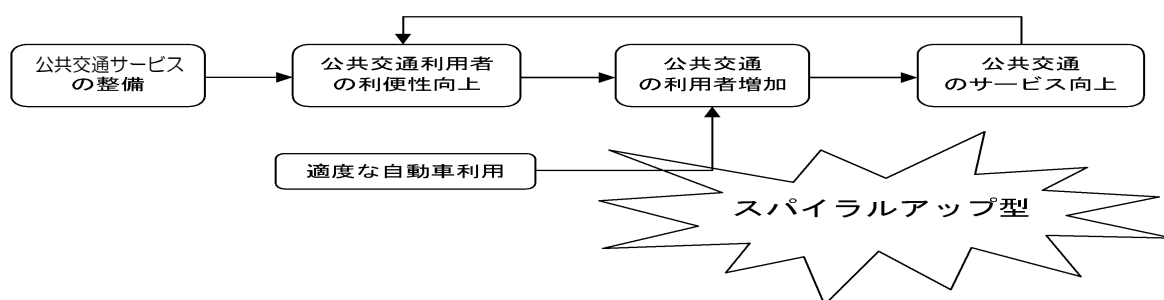 公共交通サービス
の整備
公共交通利用者
の利便性向上
公共交通
の利用者増加
公共交通
のサービス向上
適度な自動車利用
スパイラルアップ型